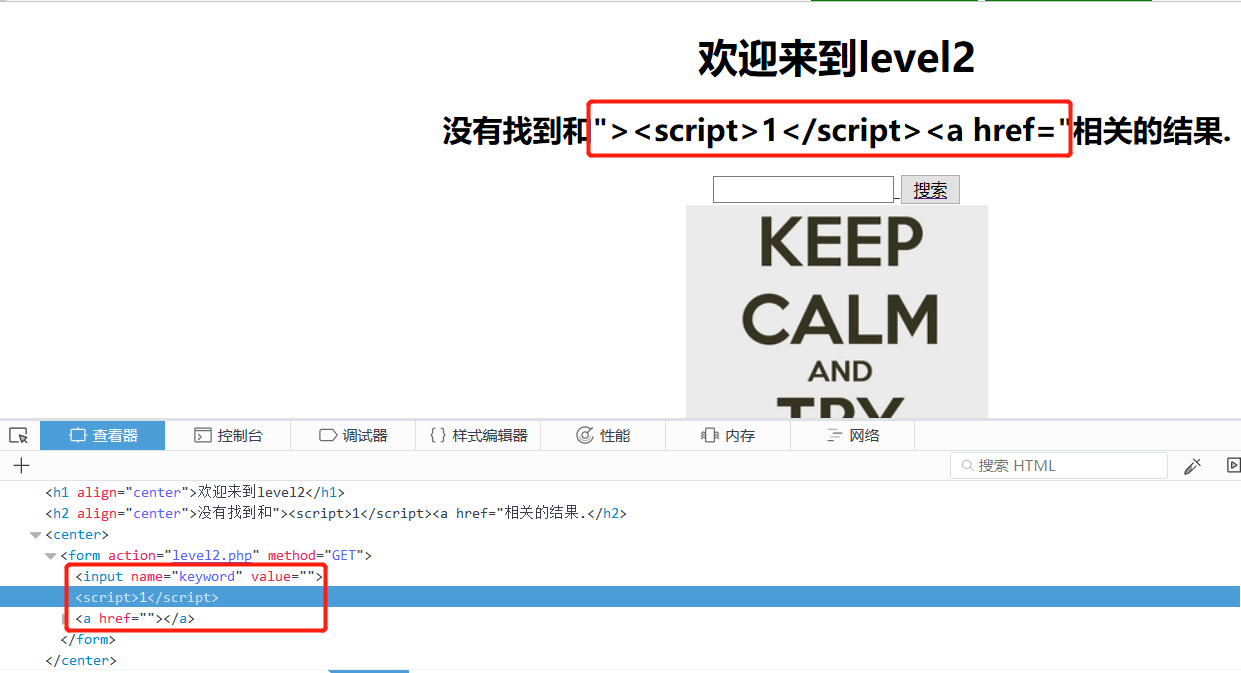 欢迎来到level2
没有找到和"><script>1</script><a href="相关的结果.
搜索
KEEP
CALM
AND
TRY
查看器 控制台 调试器 {} 样式编辑器 性能 内存 网络
+ 搜索 HTML
<h1 align="center">欢迎来到level2</h1>
<h2 align="center">没有找到和"><script>1</script><a href="相关的结果.</h2>
<center>
<form action="level2.php" method="GET">
<input name="keyword" value="">
<script>1</script>
<a href=""></a>
</form>
</center>